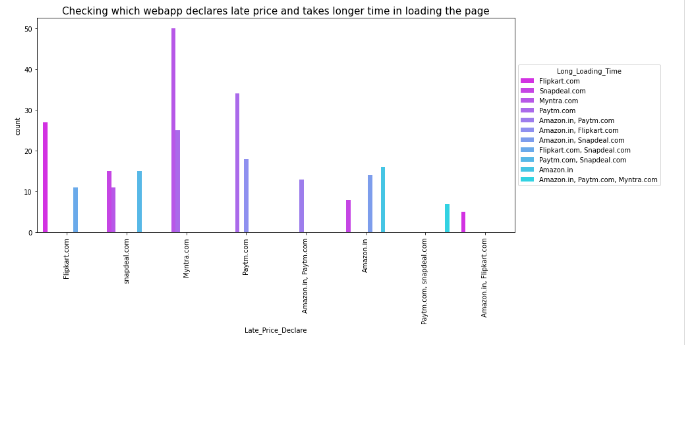 Checking which webapp declares late price and takes longer time in loading the page
50
40
30
20
10
0
count
Flipkart.com
snapdeal.com
Myntra.com
Paytm.com
Amazon.in, Paytm.com
Amazon.in
Paytm.com, snapdeal.com
Amazon.in, Flipkart.com
Late_Price_Declare
Long_Loading_Time
Flipkart.com
Snapdeal.com
Myntra.com
Paytm.com
Amazon.in, Paytm.com
Amazon.in, Flipkart.com
Amazon.in, Snapdeal.com
Flipkart.com, Snapdeal.com
Paytm.com, Snapdeal.com
Amazon.in
Amazon.in, Paytm.com, Myntra.com